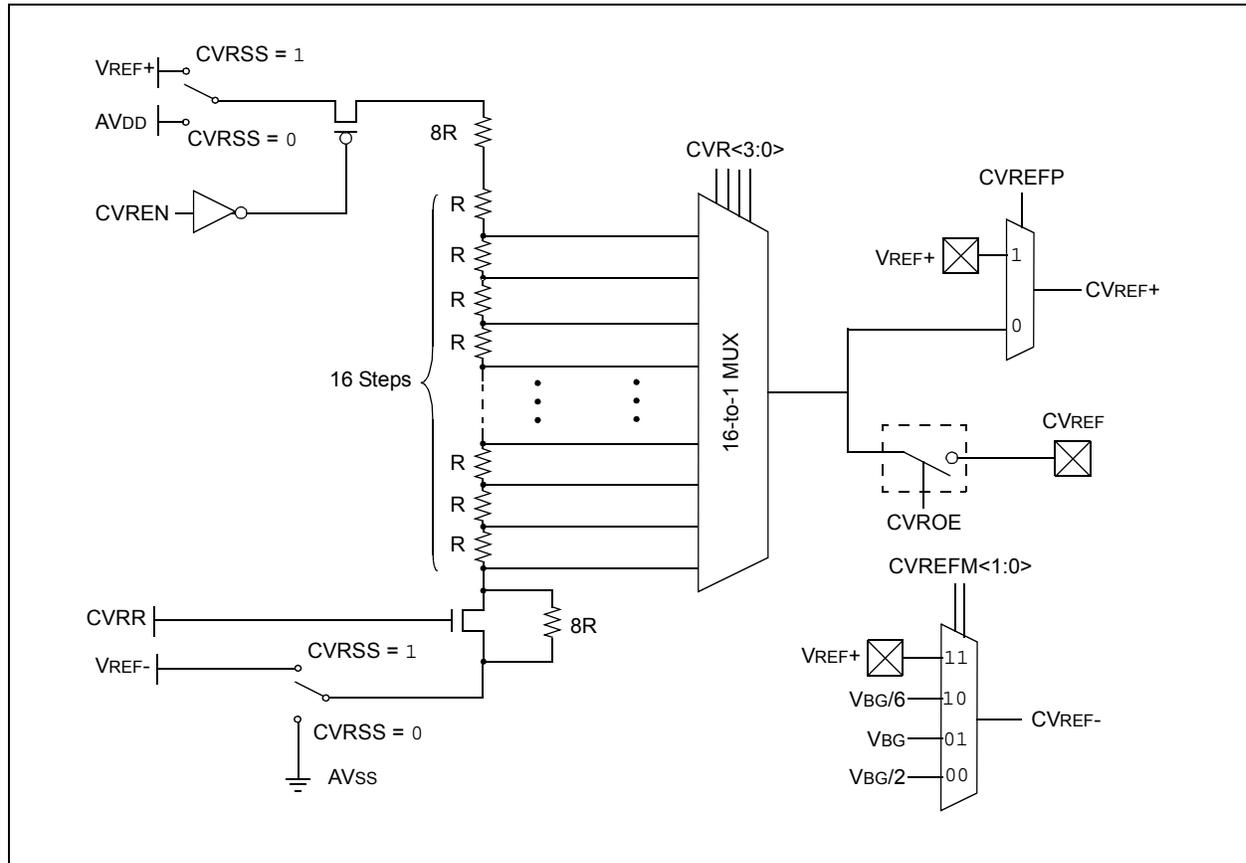 CVRSS = 1
VREF+
AVDD
CVRSS = 0
8R
CVREN
CVR<3:0>
CVREFP
R
R
R
R
VREF+
1
CVREF+
0
16 Steps
16-to-1 MUX
CVREF
R
R
R
CVROE
CVREFM<1:0>
CVRR
8R
CVRSS = 1
VREF-
VREF+
11
VBG/6
10
CVREF-
CVRSS = 0
VBG
01
AVSS
VBG/2
00